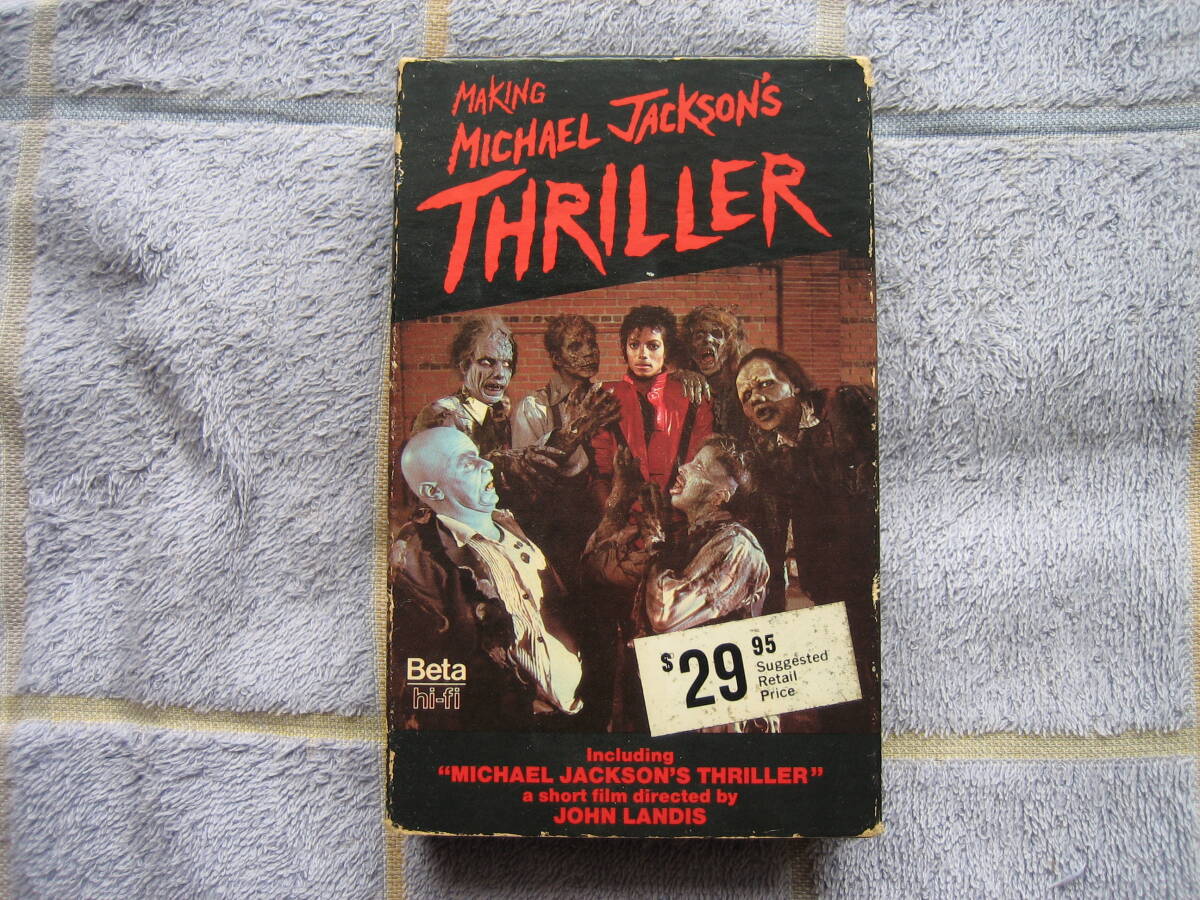 MAKING
MICHAEL JACKSON'S
THRILLER
Beta
hi-fi
$29 95
Suggested
Retail
Price
Including
"MICHAEL JACKSON'S THRILLER"
a short film directed by
JOHN LANDIS